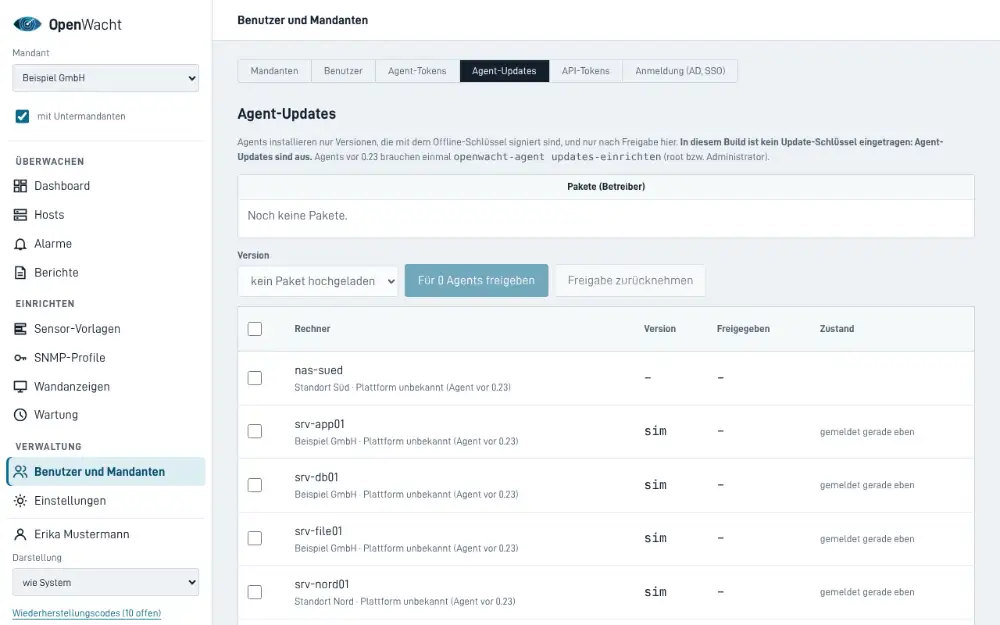 OpenWacht
Mandant
Beispiel GmbH
mit Untermandanten
ÜBERWACHEN
Dashboard
Hosts
Alarme
Berichte
EINRICHTEN
Sensor-Vorlagen
SNMP-Profile
Wandanzeigen
Wartung
VERWALTUNG
Benutzer und Mandanten
Einstellungen
Erika Mustermann
Darstellung
wie System
Wiederherstellungscodes (10 offen)
Benutzer und Mandanten
Mandanten Benutzer Agent-Tokens Agent-Updates API-Tokens Anmeldung (AD, SSO)
Agent-Updates
Agents installieren nur Versionen, die mit dem Offline-Schlüssel signiert sind, und nur nach Freigabe hier. In diesem Build ist kein Update-Schlüssel eingetragen: Agent-
Updates sind aus. Agents vor 0.23 brauchen einmal openwacht-agent updates-einrichten (root bzw. Administrator).
Pakete (Betreiber)
Noch keine Pakete.
Version
kein Paket hochgeladen Für 0 Agents freigeben Freigabe zurücknehmen
Rechner Version Freigegeben Zustand
nas-sued – –
Standort Süd · Plattform unbekannt (Agent vor 0.23)
srv-app01 sim – gemeldet gerade eben
Beispiel GmbH · Plattform unbekannt (Agent vor 0.23)
srv-db01 sim – gemeldet gerade eben
Beispiel GmbH · Plattform unbekannt (Agent vor 0.23)
srv-file01 sim – gemeldet gerade eben
Beispiel GmbH · Plattform unbekannt (Agent vor 0.23)
srv-nord01 sim – gemeldet gerade eben
Standort Nord · Plattform unbekannt (Agent vor 0.23)